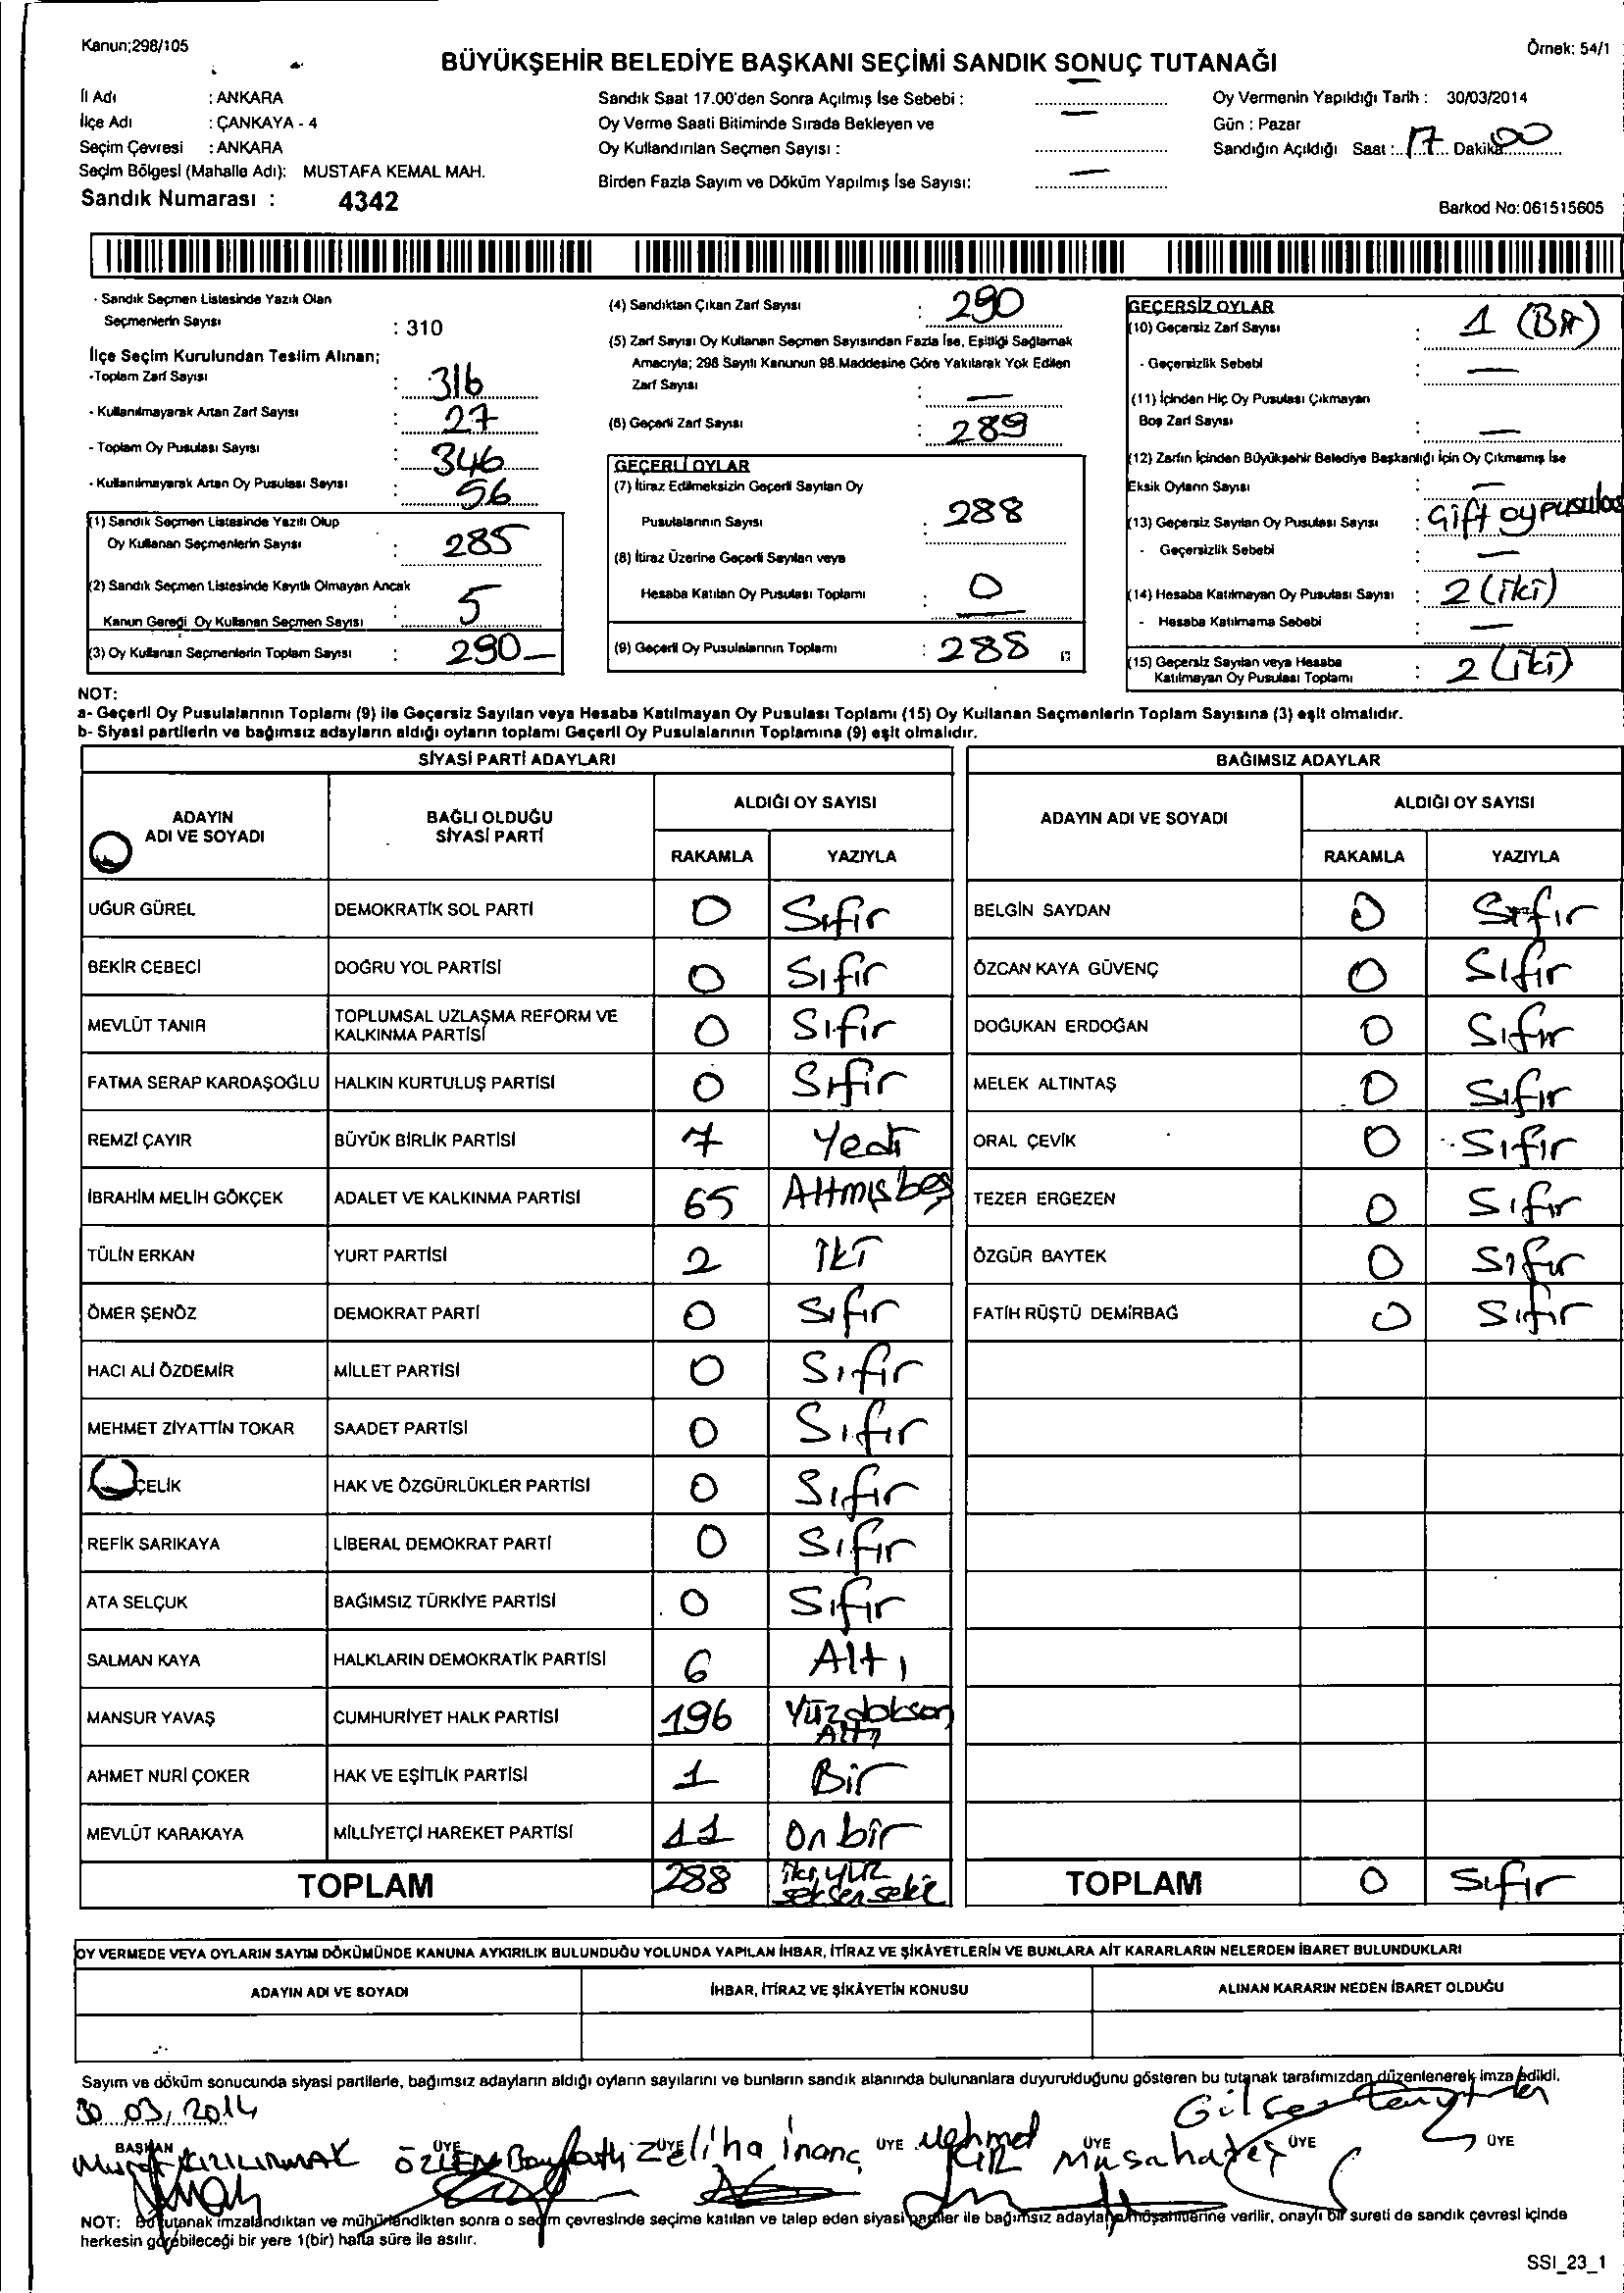 Kanun;298/105
Örnek: 54/1
BÜYÜKŞEHİR BELEDİYE BAŞKANI SEÇİMİ SANDIK SONUÇ TUTANAĞI
İl Adı : ANKARA
İlçe Adı : ÇANKAYA - 4
Seçim Çevresi : ANKARA
Seçim Bölgesi (Mahalle Adı): MUSTAFA KEMAL MAH.
Sandık Numarası : 4342
Sandık Saat 17.00'den Sonra Açılmış İse Sebebi : —
Oy Verme Saati Bitiminde Sırada Bekleyen ve
Oy Kullandırılan Seçmen Sayısı : —
Birden Fazla Sayım ve Döküm Yapılmış İse Sayısı: —
Oy Vermenin Yapıldığı Tarih : 30/03/2014
Gün : Pazar
Sandığın Açıldığı Saat : 17 Dakika 00
Barkod No: 061515605
- Sandık Seçmen Listesinde Yazılı Olan
Seçmenlerin Sayısı : 310
İlçe Seçim Kurulundan Teslim Alınan;
-Toplam Zarf Sayısı : 316
- Kullanılmayarak Artan Zarf Sayısı : 27
- Toplam Oy Pusulası Sayısı : 346
- Kullanılmayarak Artan Oy Pusulası Sayısı : 56
(1) Sandık Seçmen Listesinde Yazılı Olup
Oy Kullanan Seçmenlerin Sayısı : 285
(2) Sandık Seçmen Listesinde Kayıtlı Olmayan Ancak
Kanun Gereği Oy Kullanan Seçmen Sayısı : 5
(3) Oy Kullanan Seçmenlerin Toplam Sayısı : 290 —
(4) Sandıktan Çıkan Zarf Sayısı : 290
(5) Zarf Sayısı Oy Kullanan Seçmen Sayısından Fazla İse, Eşitliği Sağlamak
Amacıyla; 298 Sayılı Kanunun 98.Maddesine Göre Yakılarak Yok Edilen
Zarf Sayısı : —
(6) Geçerli Zarf Sayısı : 289
GEÇERLİ OYLAR
(7) İtiraz Edilmeksizin Geçerli Sayılan Oy
Pusulalarının Sayısı : 288
(8) İtiraz Üzerine Geçerli Sayılan veya
Hesaba Katılan Oy Pusulası Toplamı : 0
(9) Geçerli Oy Pusulalarının Toplamı : 288
GEÇERSİZ OYLAR
(10) Geçersiz Zarf Sayısı : 1 (Bir)
- Geçersizlik Sebebi : —
(11) İçinden Hiç Oy Pusulası Çıkmayan
Boş Zarf Sayısı : —
(12) Zarfın İçinden Büyükşehir Belediye Başkanlığı İçin Oy Çıkmamış İse
Eksik Oyların Sayısı : —
(13) Geçersiz Sayılan Oy Pusulası Sayısı : Çift oy pusulas
- Geçersizlik Sebebi : —
(14) Hesaba Katılmayan Oy Pusulası Sayısı : 2 (iki)
- Hesaba Katılmama Sebebi : —
(15) Geçersiz Sayılan veya Hesaba
Katılmayan Oy Pusulası Toplamı : 2 (iki)
NOT:
a- Geçerli Oy Pusulalarının Toplamı (9) ile Geçersiz Sayılan veya Hesaba Katılmayan Oy Pusulası Toplamı (15) Oy Kullanan Seçmenlerin Toplam Sayısına (3) eşit olmalıdır.
b- Siyasi partilerin ve bağımsız adayların aldığı oyların toplamı Geçerli Oy Pusulalarının Toplamına (9) eşit olmalıdır.
SİYASİ PARTİ ADAYLARI
ADAYIN ADI VE SOYADI
BAĞLI OLDUĞU SİYASİ PARTİ
ALDIĞI OY SAYISI
RAKAMLA YAZIYLA
UĞUR GÜREL DEMOKRATİK SOL PARTİ 0 Sıfır
BEKİR CEBECİ DOĞRU YOL PARTİSİ 0 Sıfır
MEVLÜT TANIR TOPLUMSAL UZLAŞMA REFORM VE KALKINMA PARTİSİ 0 Sıfır
FATMA SERAP KARDAŞOĞLU HALKIN KURTULUŞ PARTİSİ 0 Sıfır
REMZİ ÇAYIR BÜYÜK BİRLİK PARTİSİ 7 Yedi
İBRAHİM MELİH GÖKÇEK ADALET VE KALKINMA PARTİSİ 65 Altmışbeş
TÜLİN ERKAN YURT PARTİSİ 2 İki
ÖMER ŞENÖZ DEMOKRAT PARTİ 0 Sıfır
HACI ALİ ÖZDEMİR MİLLET PARTİSİ 0 Sıfır
MEHMET ZİYATTİN TOKAR SAADET PARTİSİ 0 Sıfır
ÇELİK HAK VE ÖZGÜRLÜKLER PARTİSİ 0 Sıfır
REFİK SARIKAYA LİBERAL DEMOKRAT PARTİ 0 Sıfır
ATA SELÇUK BAĞIMSIZ TÜRKİYE PARTİSİ 0 Sıfır
SALMAN KAYA HALKLARIN DEMOKRATİK PARTİSİ 6 Altı
MANSUR YAVAŞ CUMHURİYET HALK PARTİSİ 196 Yüzdoksan Altı
AHMET NURİ ÇOKER HAK VE EŞİTLİK PARTİSİ 1 Bir
MEVLÜT KARAKAYA MİLLİYETÇİ HAREKET PARTİSİ 11 Onbir
TOPLAM 288 ikiyüz seksensekiz
BAĞIMSIZ ADAYLAR
ADAYIN ADI VE SOYADI
ALDIĞI OY SAYISI
RAKAMLA YAZIYLA
BELGİN SAYDAN 0 Sıfır
ÖZCAN KAYA GÜVENÇ 0 Sıfır
DOĞUKAN ERDOĞAN 0 Sıfır
MELEK ALTINTAŞ 0 Sıfır
ORAL ÇEVİK 0 Sıfır
TEZER ERGEZEN 0 Sıfır
ÖZGÜR BAYTEK 0 Sıfır
FATİH RÜŞTÜ DEMİRBAĞ 0 Sıfır
TOPLAM 0 Sıfır
OY VERMEDE VEYA OYLARIN SAYIM DÖKÜMÜNDE KANUNA AYKIRILIK BULUNDUĞU YOLUNDA YAPILAN İHBAR, İTİRAZ VE ŞİKÂYETLERİN VE BUNLARA AİT KARARLARIN NELERDEN İBARET BULUNDUKLARI
ADAYIN ADI VE SOYADI İHBAR, İTİRAZ VE ŞİKÂYETİN KONUSU ALINAN KARARIN NEDEN İBARET OLDUĞU
Sayım ve döküm sonucunda siyasi partilerle, bağımsız adayların aldığı oyların sayılarını ve bunların sandık alanında bulunanlara duyurulduğunu gösteren bu tutanak tarafımızdan düzenlenerek imza edildi.
30.03.2014
BAŞKAN ÜYE ÜYE ÜYE ÜYE ÜYE ÜYE
KIZILIRMAK ÖZLEM Zeliha inanç Mehmet
NOT: Bu tutanak imzalandıktan ve mühürlendikten sonra o seçim çevresinde seçime katılan ve talep eden siyasi partiler ile bağımsız adaylar müşahitlerine verilir, onaylı bir sureti de sandık çevresi içinde
herkesin görebileceği bir yere 1(bir) hafta süre ile asılır.
SSI_23_1